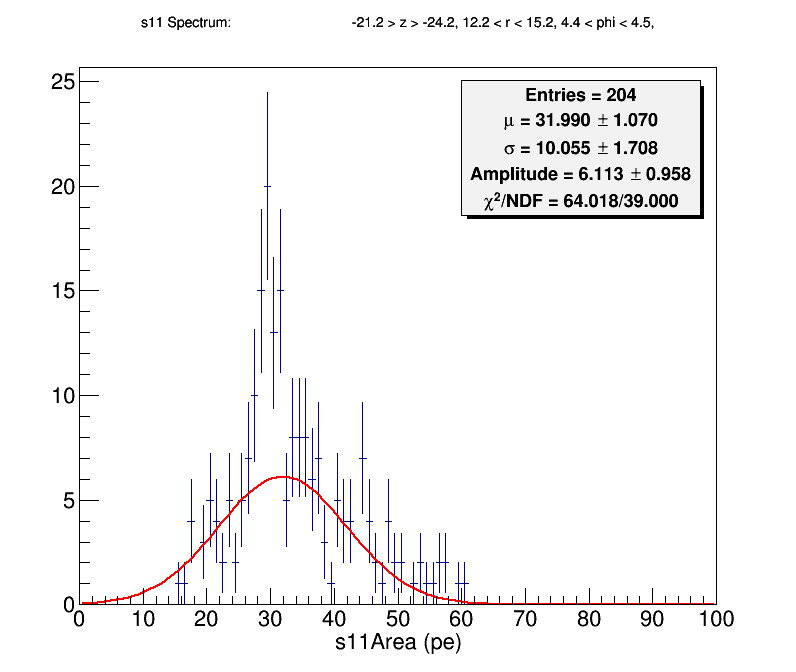 s11 Spectrum: -21.2 > z > -24.2, 12.2 < r < 15.2, 4.4 < phi < 4.5,
Entries = 204
μ = 31.990 ± 1.070
σ = 10.055 ± 1.708
Amplitude = 6.113 ± 0.958
χ²/NDF = 64.018/39.000
25
20
15
10
5
0
0 10 20 30 40 50 60 70 80 90 100
s11Area (pe)